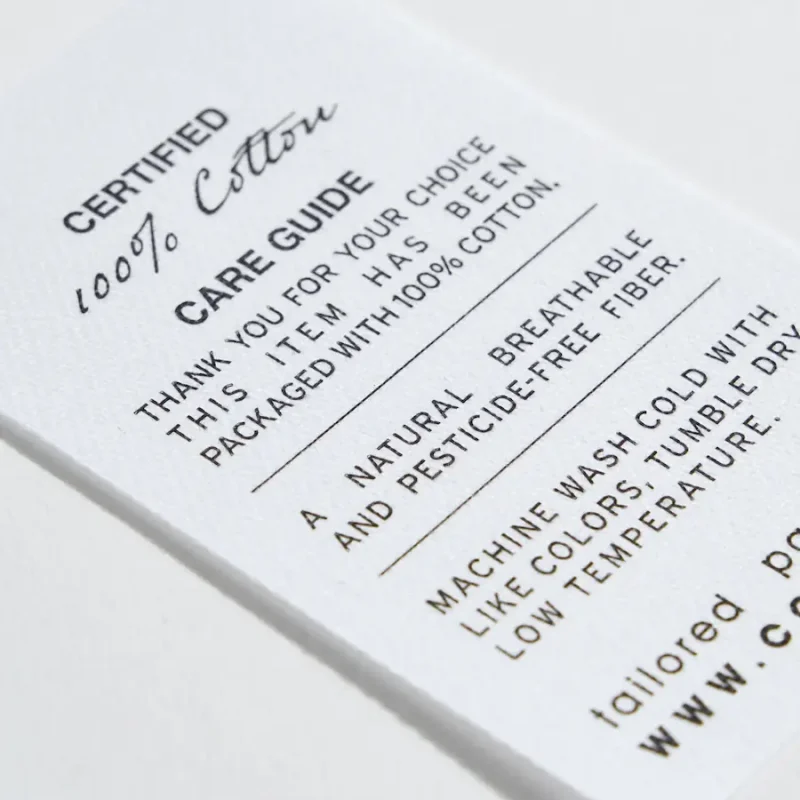 CERTIFIED
100% Cotton
CARE GUIDE
THANK YOU FOR YOUR CHOICE
THIS ITEM HAS BEEN
PACKAGED WITH 100% COTTON.
A NATURAL BREATHABLE
AND PESTICIDE-FREE FIBER.
MACHINE WASH COLD WITH
LIKE COLORS, TUMBLE DRY
LOW TEMPERATURE.
tailored
www.c